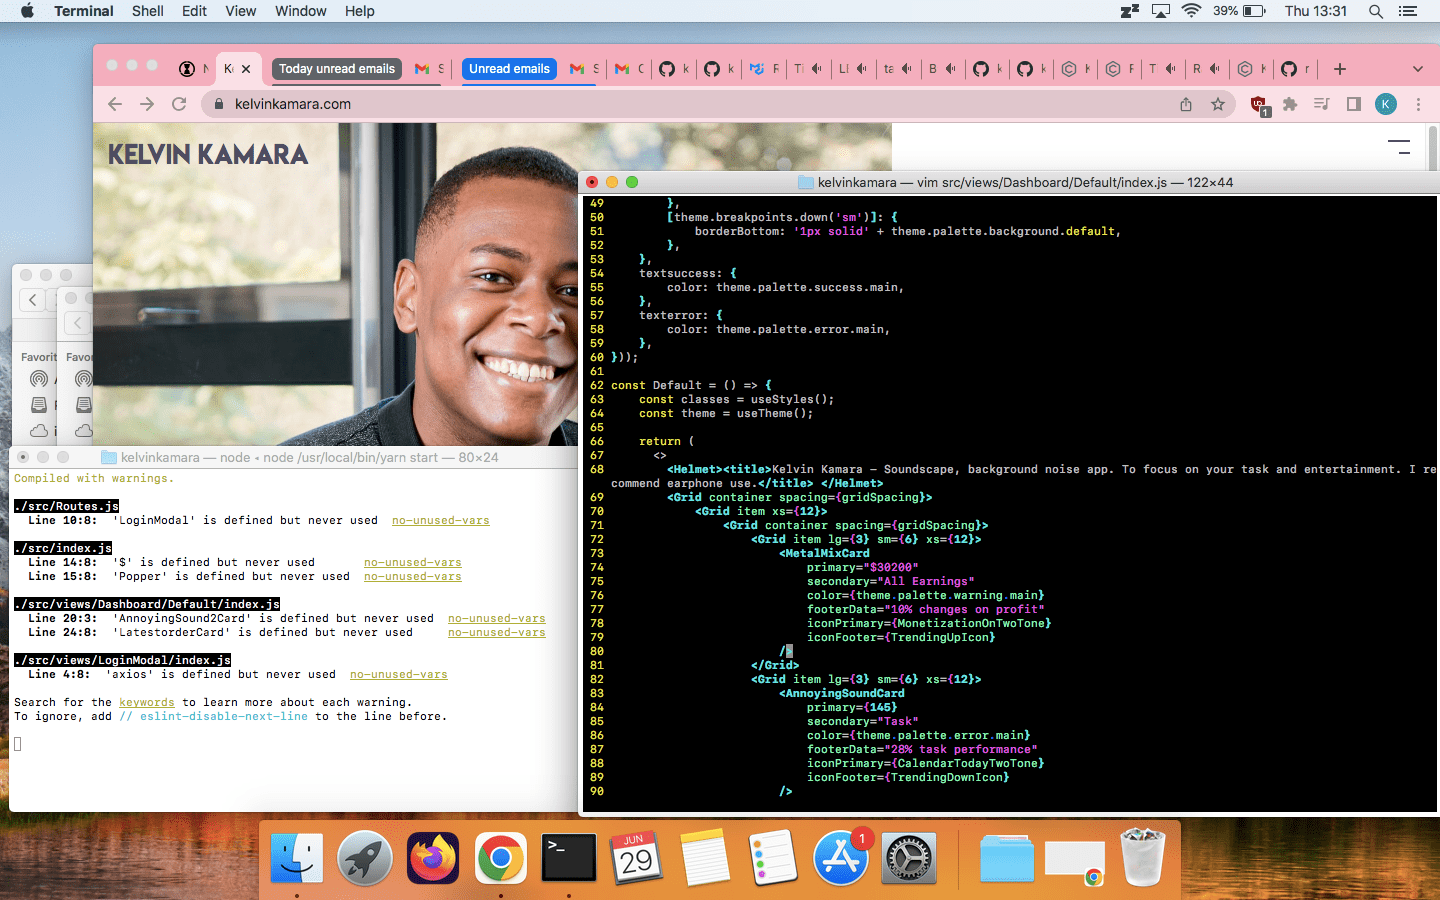 Terminal Shell Edit View Window Help 39% Thu 13:31
Today unread emails Unread emails
kelvinkamara.com
KELVIN KAMARA
kelvinkamara — vim src/views/Dashboard/Default/index.js — 122×44
49 },
50 [theme.breakpoints.down('sm')]: {
51 borderBottom: '1px solid' + theme.palette.background.default,
52 },
53 },
54 textsuccess: {
55 color: theme.palette.success.main,
56 },
57 texterror: {
58 color: theme.palette.error.main,
59 },
60 }));
61
62 const Default = () => {
63 const classes = useStyles();
64 const theme = useTheme();
65
66 return (
67 <>
68 <Helmet><title>Kelvin Kamara - Soundscape, background noise app. To focus on your task and entertainment. I re
commend earphone use.</title> </Helmet>
69 <Grid container spacing={gridSpacing}>
70 <Grid item xs={12}>
71 <Grid container spacing={gridSpacing}>
72 <Grid item lg={3} sm={6} xs={12}>
73 <MetalMixCard
74 primary="$30200"
75 secondary="All Earnings"
76 color={theme.palette.warning.main}
77 footerData="10% changes on profit"
78 iconPrimary={MonetizationOnTwoTone}
79 iconFooter={TrendingUpIcon}
80 />
81 </Grid>
82 <Grid item lg={3} sm={6} xs={12}>
83 <AnnoyingSoundCard
84 primary={145}
85 secondary="Task"
86 color={theme.palette.error.main}
87 footerData="28% task performance"
88 iconPrimary={CalendarTodayTwoTone}
89 iconFooter={TrendingDownIcon}
90 />
Favorit Favori
kelvinkamara — node ◂ node /usr/local/bin/yarn start — 80×24
Compiled with warnings.
./src/Routes.js
Line 10:8: 'LoginModal' is defined but never used no-unused-vars
./src/index.js
Line 14:8: '$' is defined but never used no-unused-vars
Line 15:8: 'Popper' is defined but never used no-unused-vars
./src/views/Dashboard/Default/index.js
Line 20:3: 'AnnoyingSound2Card' is defined but never used no-unused-vars
Line 24:8: 'LatestorderCard' is defined but never used no-unused-vars
./src/views/LoginModal/index.js
Line 4:8: 'axios' is defined but never used no-unused-vars
Search for the keywords to learn more about each warning.
To ignore, add // eslint-disable-next-line to the line before.
JUN
29
1